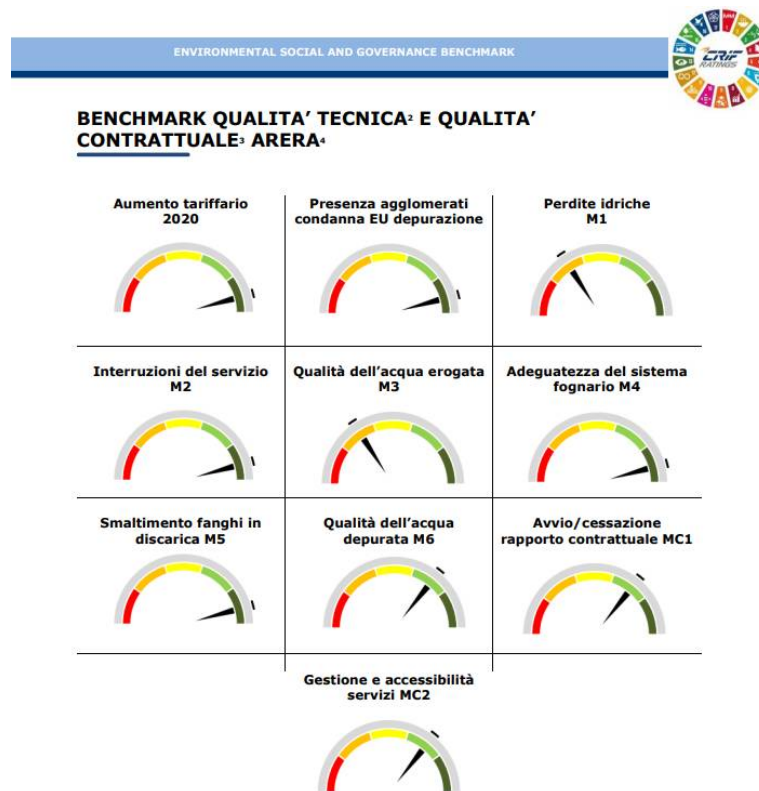 ENVIRONMENTAL SOCIAL AND GOVERNANCE BENCHMARK
CRIF
RATINGS
BENCHMARK QUALITA’ TECNICA² E QUALITA’
CONTRATTUALE³ ARERA⁴
Aumento tariffario
2020
Presenza agglomerati
condanna EU depurazione
Perdite idriche
M1
Interruzioni del servizio
M2
Qualità dell’acqua erogata
M3
Adeguatezza del sistema
fognario M4
Smaltimento fanghi in
discarica M5
Qualità dell’acqua
depurata M6
Avvio/cessazione
rapporto contrattuale MC1
Gestione e accessibilità
servizi MC2